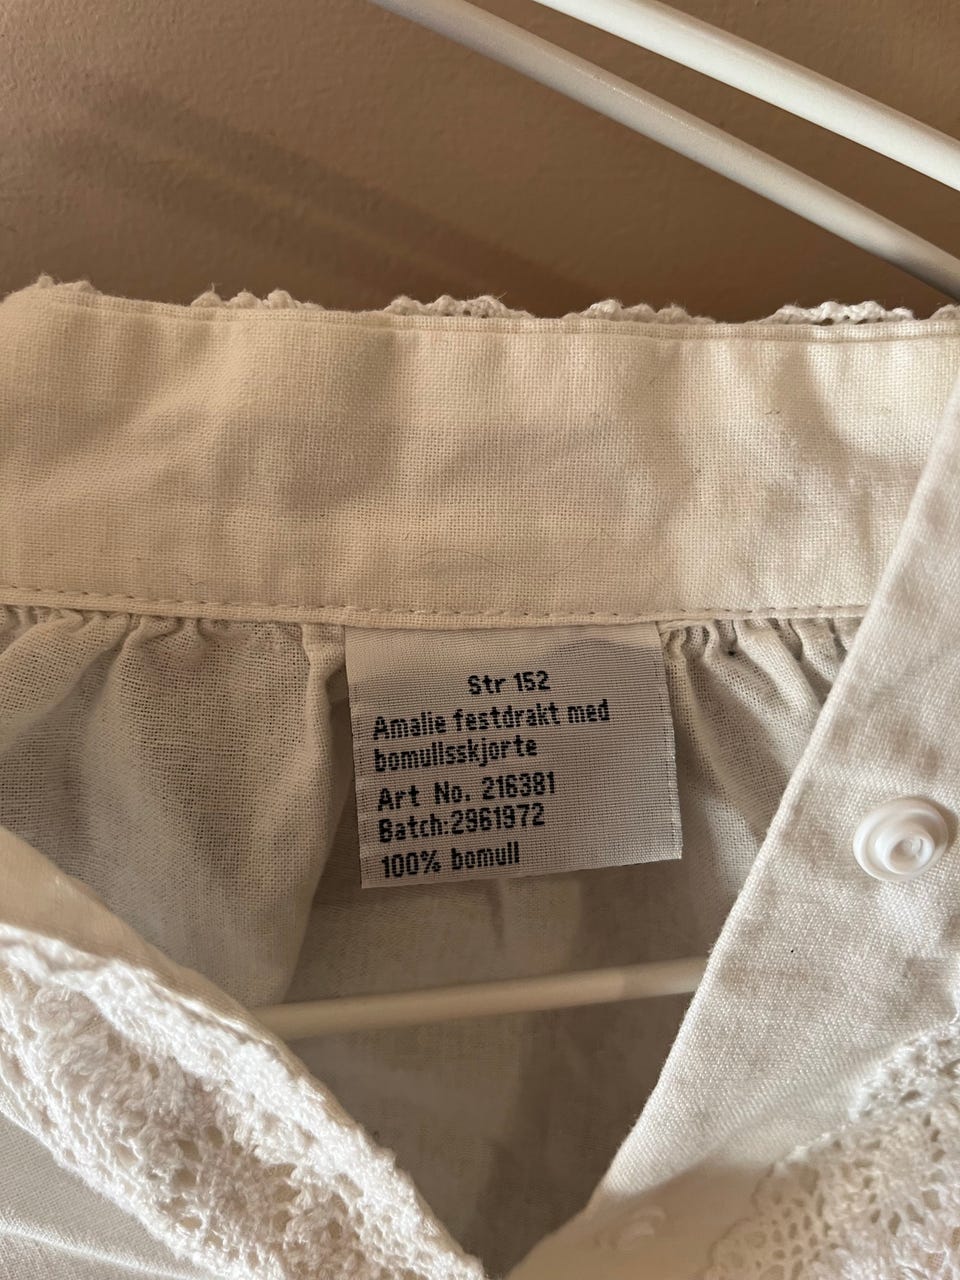 Str 152
Amalie festdrakt med
bomullsskjorte
Art No. 216381
Batch:2961972
100% bomull